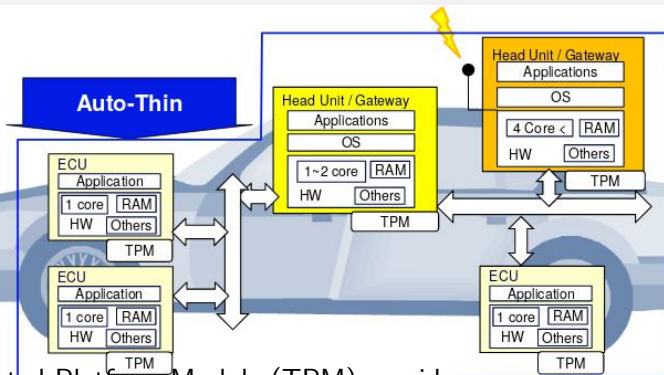 Auto-Thin
ECU
Application
1 core
RAM
HW
Others
TPM
ECU
Application
1 core
RAM
HW
Others
TPM
Head Unit / Gateway
Applications
OS
1~2 core
RAM
HW
Others
TPM
Head Unit / Gateway
Applications
OS
4 Core <
RAM
HW
Others
TPM
ECU
Application
1 core
RAM
HW
Others
TPM
(TPM)